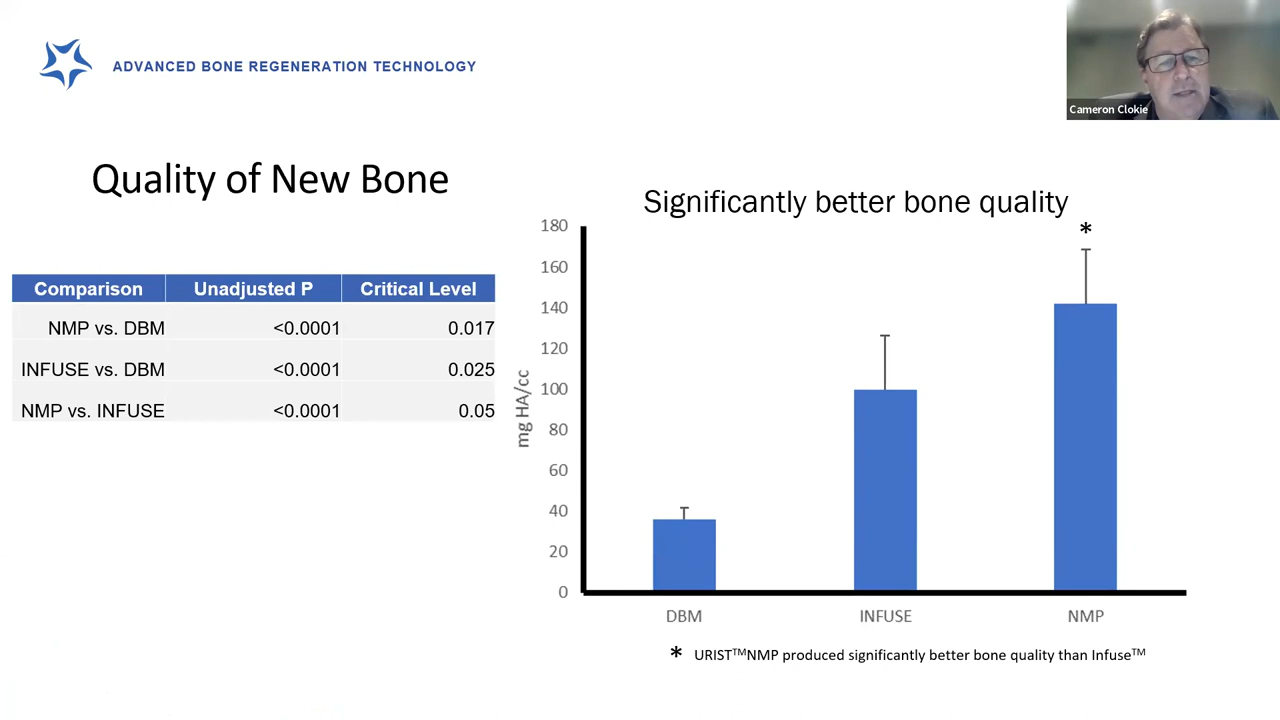 ADVANCED BONE REGENERATION TECHNOLOGY
Cameron Clokie
Quality of New Bone
Comparison Unadjusted P Critical Level
NMP vs. DBM <0.0001 0.017
INFUSE vs. DBM <0.0001 0.025
NMP vs. INFUSE <0.0001 0.05
Significantly better bone quality
*
180
160
140
120
100
80
60
40
20
0
mg HA/cc
DBM INFUSE NMP
* URIST™NMP produced significantly better bone quality than Infuse™